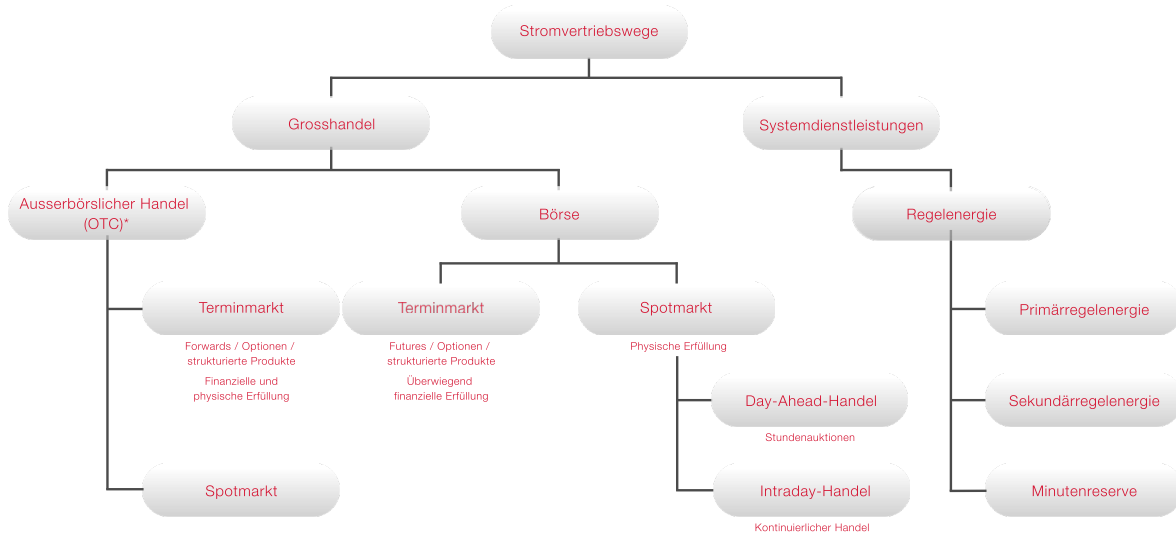 Stromvertriebswege
Grosshandel
Systemdienstleistungen
Ausserbörslicher Handel
(OTC)*
Börse
Regelenergie
Terminmarkt
Forwards / Optionen /
strukturierte Produkte
Finanzielle und
physische Erfüllung
Terminmarkt
Futures / Optionen /
strukturierte Produkte
Überwiegend
finanzielle Erfüllung
Spotmarkt
Physische Erfüllung
Primärregelenergie
Day-Ahead-Handel
Stundenauktionen
Sekundärregelenergie
Spotmarkt
Intraday-Handel
Kontinuierlicher Handel
Minutenreserve